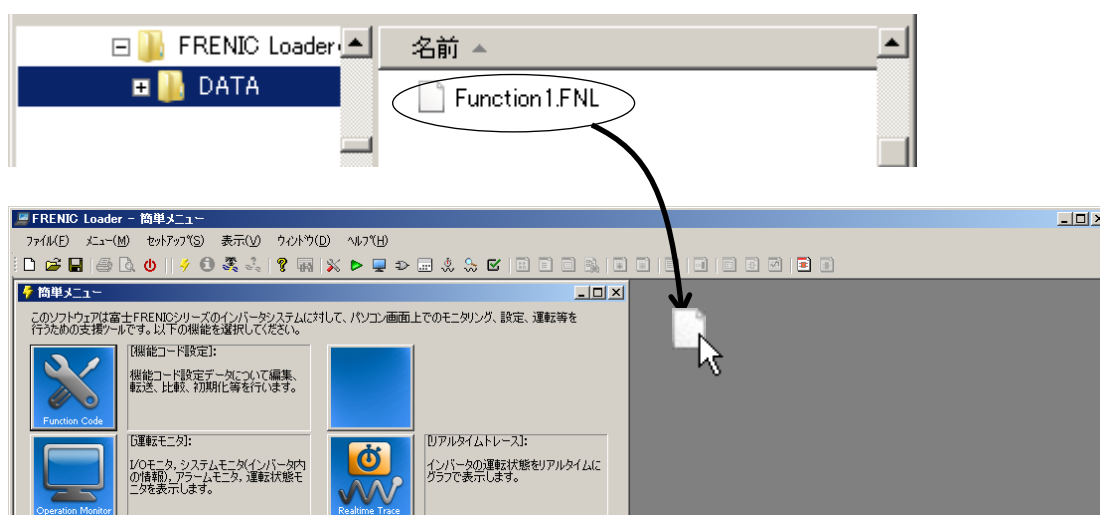 FRENIC Loader
名前
DATA
Function1.FNL
FRENIC Loader - 簡単メニュー
ファイル(F) メニュー(M) セットアップ(S) 表示(V) ウィンドウ(D) ヘルプ(H)
簡単メニュー
このソフトウェアは富士FRENICシリーズのインバータシステムに対して、パソコン画面上でのモニタリング、設定、運転等を
行うための支援ツールです。以下の機能を選択してください。
[機能コード設定]:
機能コード設定データについて編集、
転送、比較、初期化等を行います。
Function Code
[運転モニタ]:
I/Oモニタ, システムモニタ(インバータ内
の情報), アラームモニタ, 運転状態モ
ニタを表示します。
Operation Monitor
[リアルタイムトレース]:
インバータの運転状態をリアルタイムに
グラフで表示します。
Realtime Trace